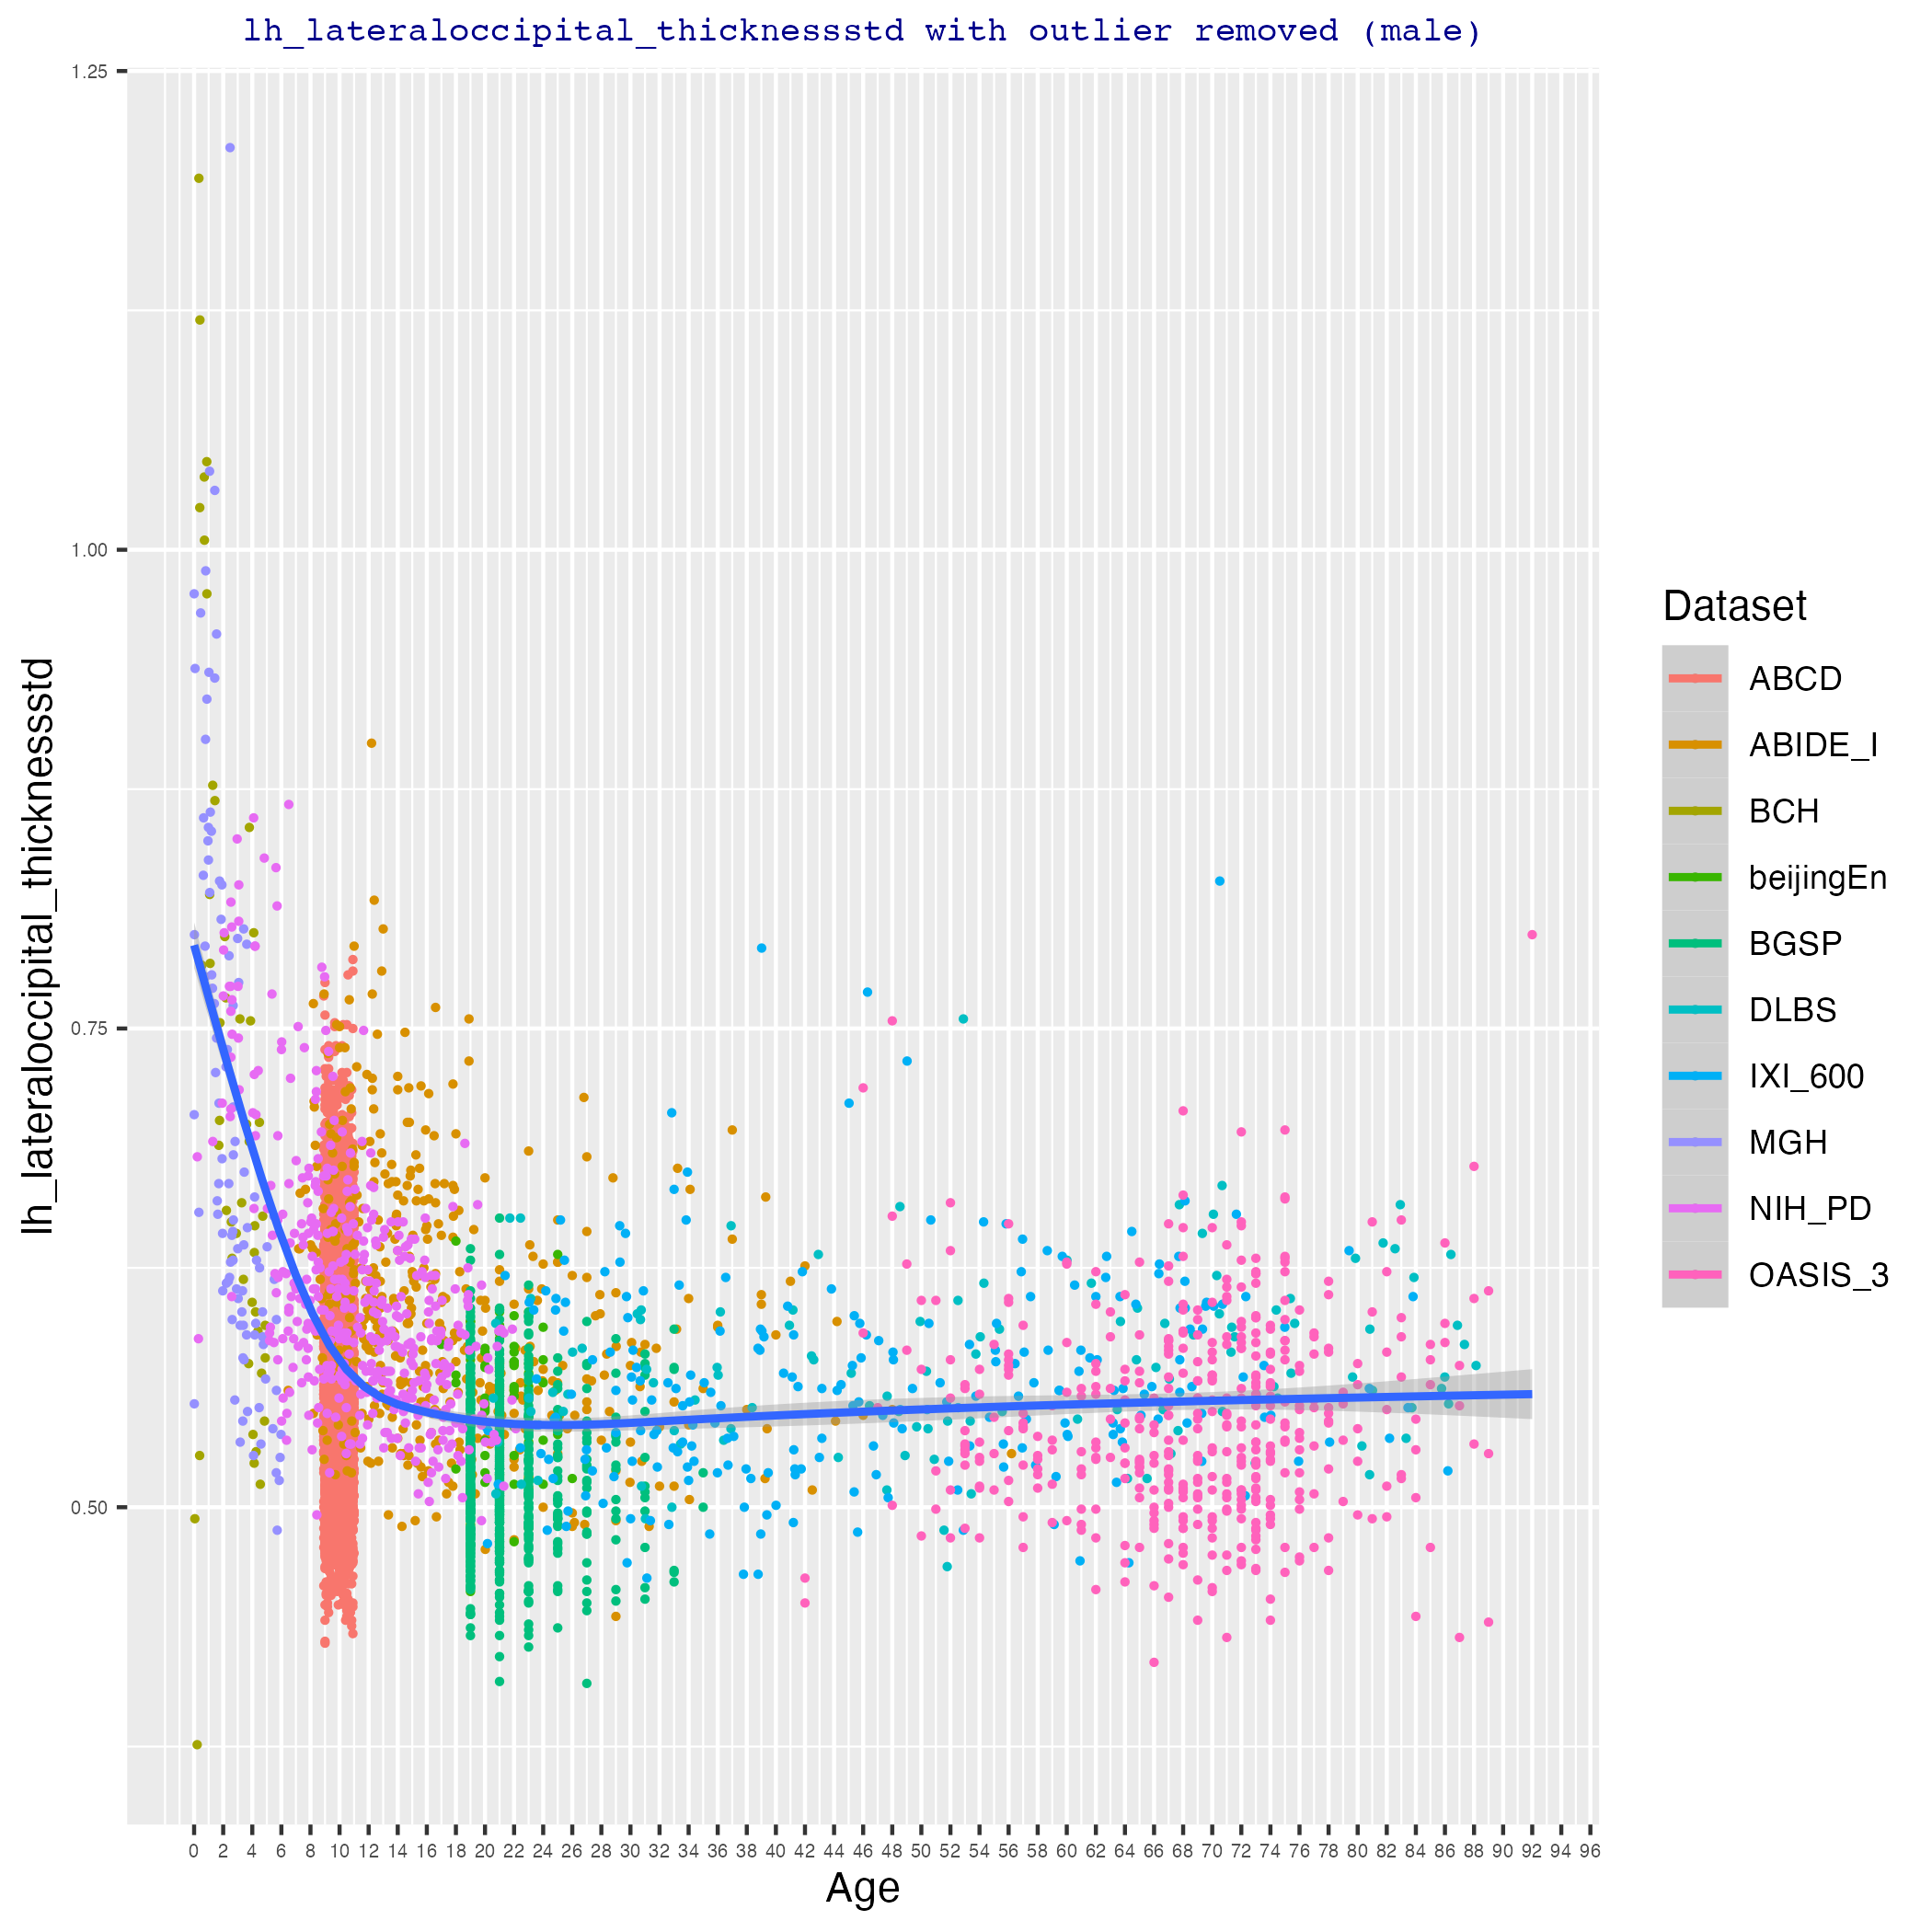 lh_lateraloccipital_thicknessstd with outlier removed (male)
1.25
1.00
0.75
0.50
lh_lateraloccipital_thicknessstd
0 2 4 6 8 10 12 14 16 18 20 22 24 26 28 30 32 34 36 38 40 42 44 46 48 50 52 54 56 58 60 62 64 66 68 70 72 74 76 78 80 82 84 86 88 90 92 94 96
Age
Dataset
ABCD
ABIDE_I
BCH
beijingEn
BGSP
DLBS
IXI_600
MGH
NIH_PD
OASIS_3